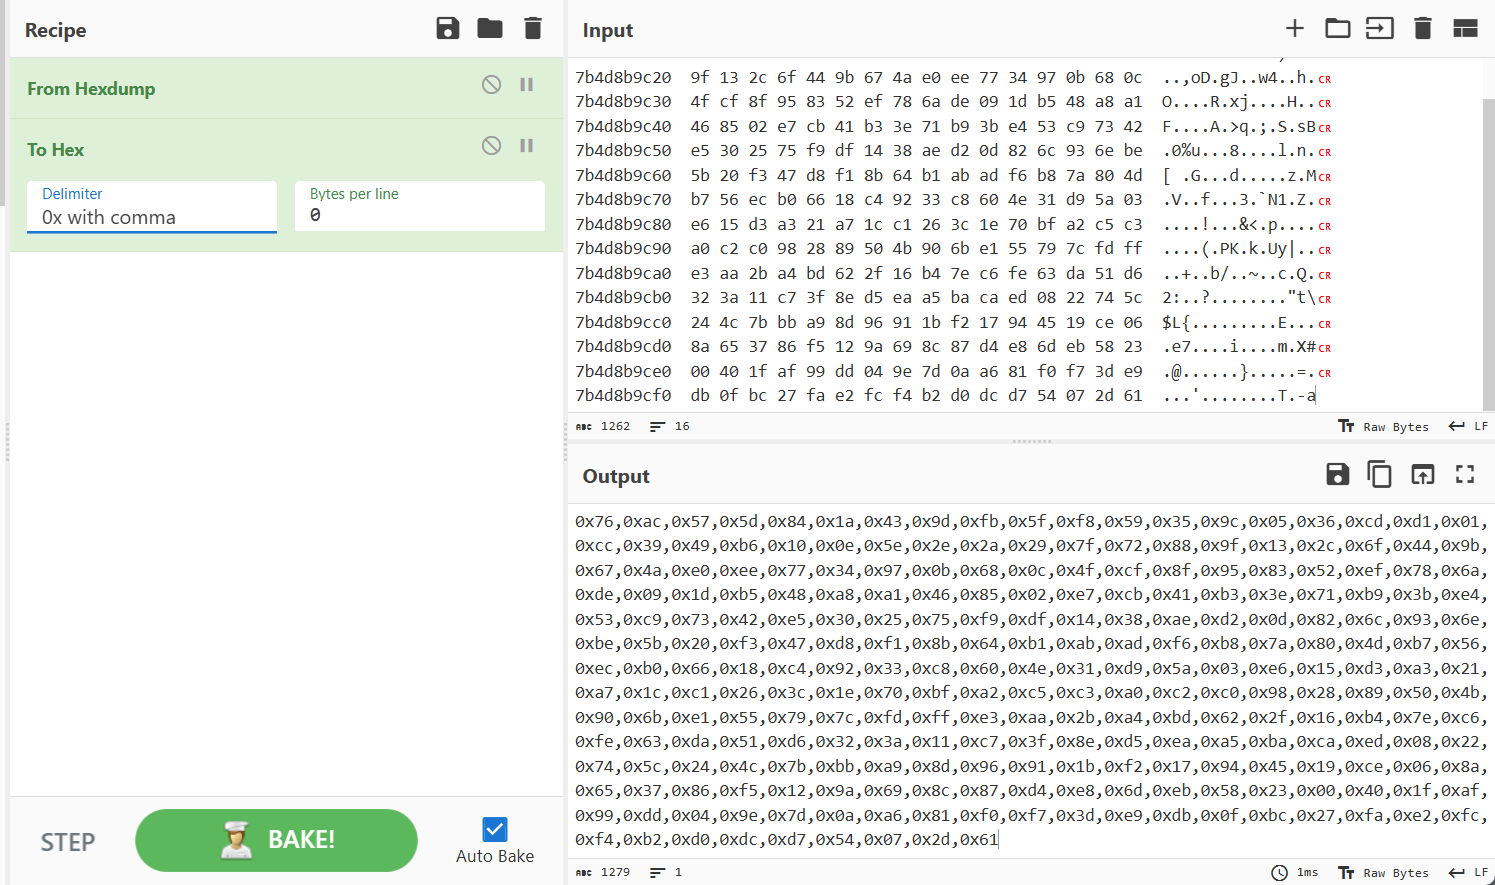 Recipe
From Hexdump
To Hex
Delimiter
0x with comma
Bytes per line
0
STEP
BAKE!
Auto Bake
Input
7b4d8b9c20 9f 13 2c 6f 44 9b 67 4a e0 ee 77 34 97 0b 68 0c ..,oD.gJ..w4..h.CR
7b4d8b9c30 4f cf 8f 95 83 52 ef 78 6a de 09 1d b5 48 a8 a1 O....R.xj....H..CR
7b4d8b9c40 46 85 02 e7 cb 41 b3 3e 71 b9 3b e4 53 c9 73 42 F....A.>q.;.S.sBCR
7b4d8b9c50 e5 30 25 75 f9 df 14 38 ae d2 0d 82 6c 93 6e be .0%u...8....l.n.CR
7b4d8b9c60 5b 20 f3 47 d8 f1 8b 64 b1 ab ad f6 b8 7a 80 4d [ .G...d.....z.MCR
7b4d8b9c70 b7 56 ec b0 66 18 c4 92 33 c8 60 4e 31 d9 5a 03 .V..f...3.`N1.Z.CR
7b4d8b9c80 e6 15 d3 a3 21 a7 1c c1 26 3c 1e 70 bf a2 c5 c3 ....!...&<.p....CR
7b4d8b9c90 a0 c2 c0 98 28 89 50 4b 90 6b e1 55 79 7c fd ff ....(.PK.k.Uy|..CR
7b4d8b9ca0 e3 aa 2b a4 bd 62 2f 16 b4 7e c6 fe 63 da 51 d6 ..+..b/..~..c.Q.CR
7b4d8b9cb0 32 3a 11 c7 3f 8e d5 ea a5 ba ca ed 08 22 74 5c 2:..?........"t\CR
7b4d8b9cc0 24 4c 7b bb a9 8d 96 91 1b f2 17 94 45 19 ce 06 $L{.........E...CR
7b4d8b9cd0 8a 65 37 86 f5 12 9a 69 8c 87 d4 e8 6d eb 58 23 .e7....i....m.X#CR
7b4d8b9ce0 00 40 1f af 99 dd 04 9e 7d 0a a6 81 f0 f7 3d e9 .@......}.....=.CR
7b4d8b9cf0 db 0f bc 27 fa e2 fc f4 b2 d0 dc d7 54 07 2d 61 ...'........T.-a
ABC 1262 16 Raw Bytes LF
Output
0x76,0xac,0x57,0x5d,0x84,0x1a,0x43,0x9d,0xfb,0x5f,0xf8,0x59,0x35,0x9c,0x05,0x36,0xcd,0xd1,0x01,
0xcc,0x39,0x49,0xb6,0x10,0x0e,0x5e,0x2e,0x2a,0x29,0x7f,0x72,0x88,0x9f,0x13,0x2c,0x6f,0x44,0x9b,
0x67,0x4a,0xe0,0xee,0x77,0x34,0x97,0x0b,0x68,0x0c,0x4f,0xcf,0x8f,0x95,0x83,0x52,0xef,0x78,0x6a,
0xde,0x09,0x1d,0xb5,0x48,0xa8,0xa1,0x46,0x85,0x02,0xe7,0xcb,0x41,0xb3,0x3e,0x71,0xb9,0x3b,0xe4,
0x53,0xc9,0x73,0x42,0xe5,0x30,0x25,0x75,0xf9,0xdf,0x14,0x38,0xae,0xd2,0x0d,0x82,0x6c,0x93,0x6e,
0xbe,0x5b,0x20,0xf3,0x47,0xd8,0xf1,0x8b,0x64,0xb1,0xab,0xad,0xf6,0xb8,0x7a,0x80,0x4d,0xb7,0x56,
0xec,0xb0,0x66,0x18,0xc4,0x92,0x33,0xc8,0x60,0x4e,0x31,0xd9,0x5a,0x03,0xe6,0x15,0xd3,0xa3,0x21,
0xa7,0x1c,0xc1,0x26,0x3c,0x1e,0x70,0xbf,0xa2,0xc5,0xc3,0xa0,0xc2,0xc0,0x98,0x28,0x89,0x50,0x4b,
0x90,0x6b,0xe1,0x55,0x79,0x7c,0xfd,0xff,0xe3,0xaa,0x2b,0xa4,0xbd,0x62,0x2f,0x16,0xb4,0x7e,0xc6,
0xfe,0x63,0xda,0x51,0xd6,0x32,0x3a,0x11,0xc7,0x3f,0x8e,0xd5,0xea,0xa5,0xba,0xca,0xed,0x08,0x22,
0x74,0x5c,0x24,0x4c,0x7b,0xbb,0xa9,0x8d,0x96,0x91,0x1b,0xf2,0x17,0x94,0x45,0x19,0xce,0x06,0x8a,
0x65,0x37,0x86,0xf5,0x12,0x9a,0x69,0x8c,0x87,0xd4,0xe8,0x6d,0xeb,0x58,0x23,0x00,0x40,0x1f,0xaf,
0x99,0xdd,0x04,0x9e,0x7d,0x0a,0xa6,0x81,0xf0,0xf7,0x3d,0xe9,0xdb,0x0f,0xbc,0x27,0xfa,0xe2,0xfc,
0xf4,0xb2,0xd0,0xdc,0xd7,0x54,0x07,0x2d,0x61
ABC 1279 1 1ms Raw Bytes LF